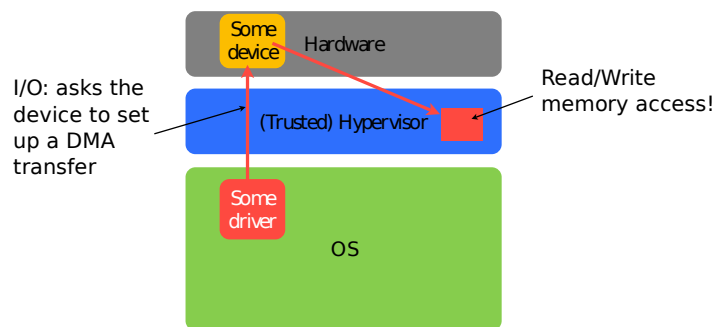 Some
device
Hardware
I/O: asks the
device to set
up a DMA
transfer
Read/Write
memory access!
(Trusted) Hypervisor
Some
driver
OS